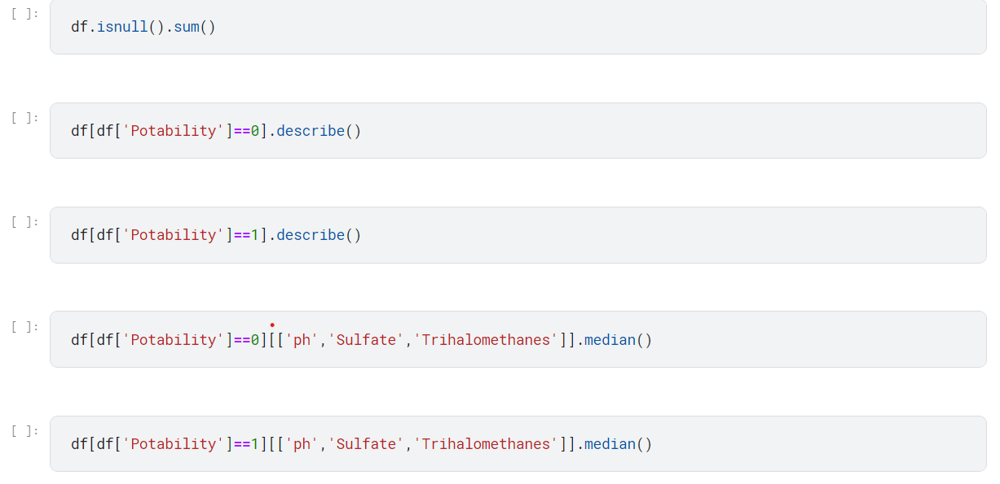 [ ]: df.isnull().sum()
[ ]: df[df['Potability']==0].describe()
[ ]: df[df['Potability']==1].describe()
[ ]: df[df['Potability']==0][['ph','Sulfate','Trihalomethanes']].median()
[ ]: df[df['Potability']==1][['ph','Sulfate','Trihalomethanes']].median()